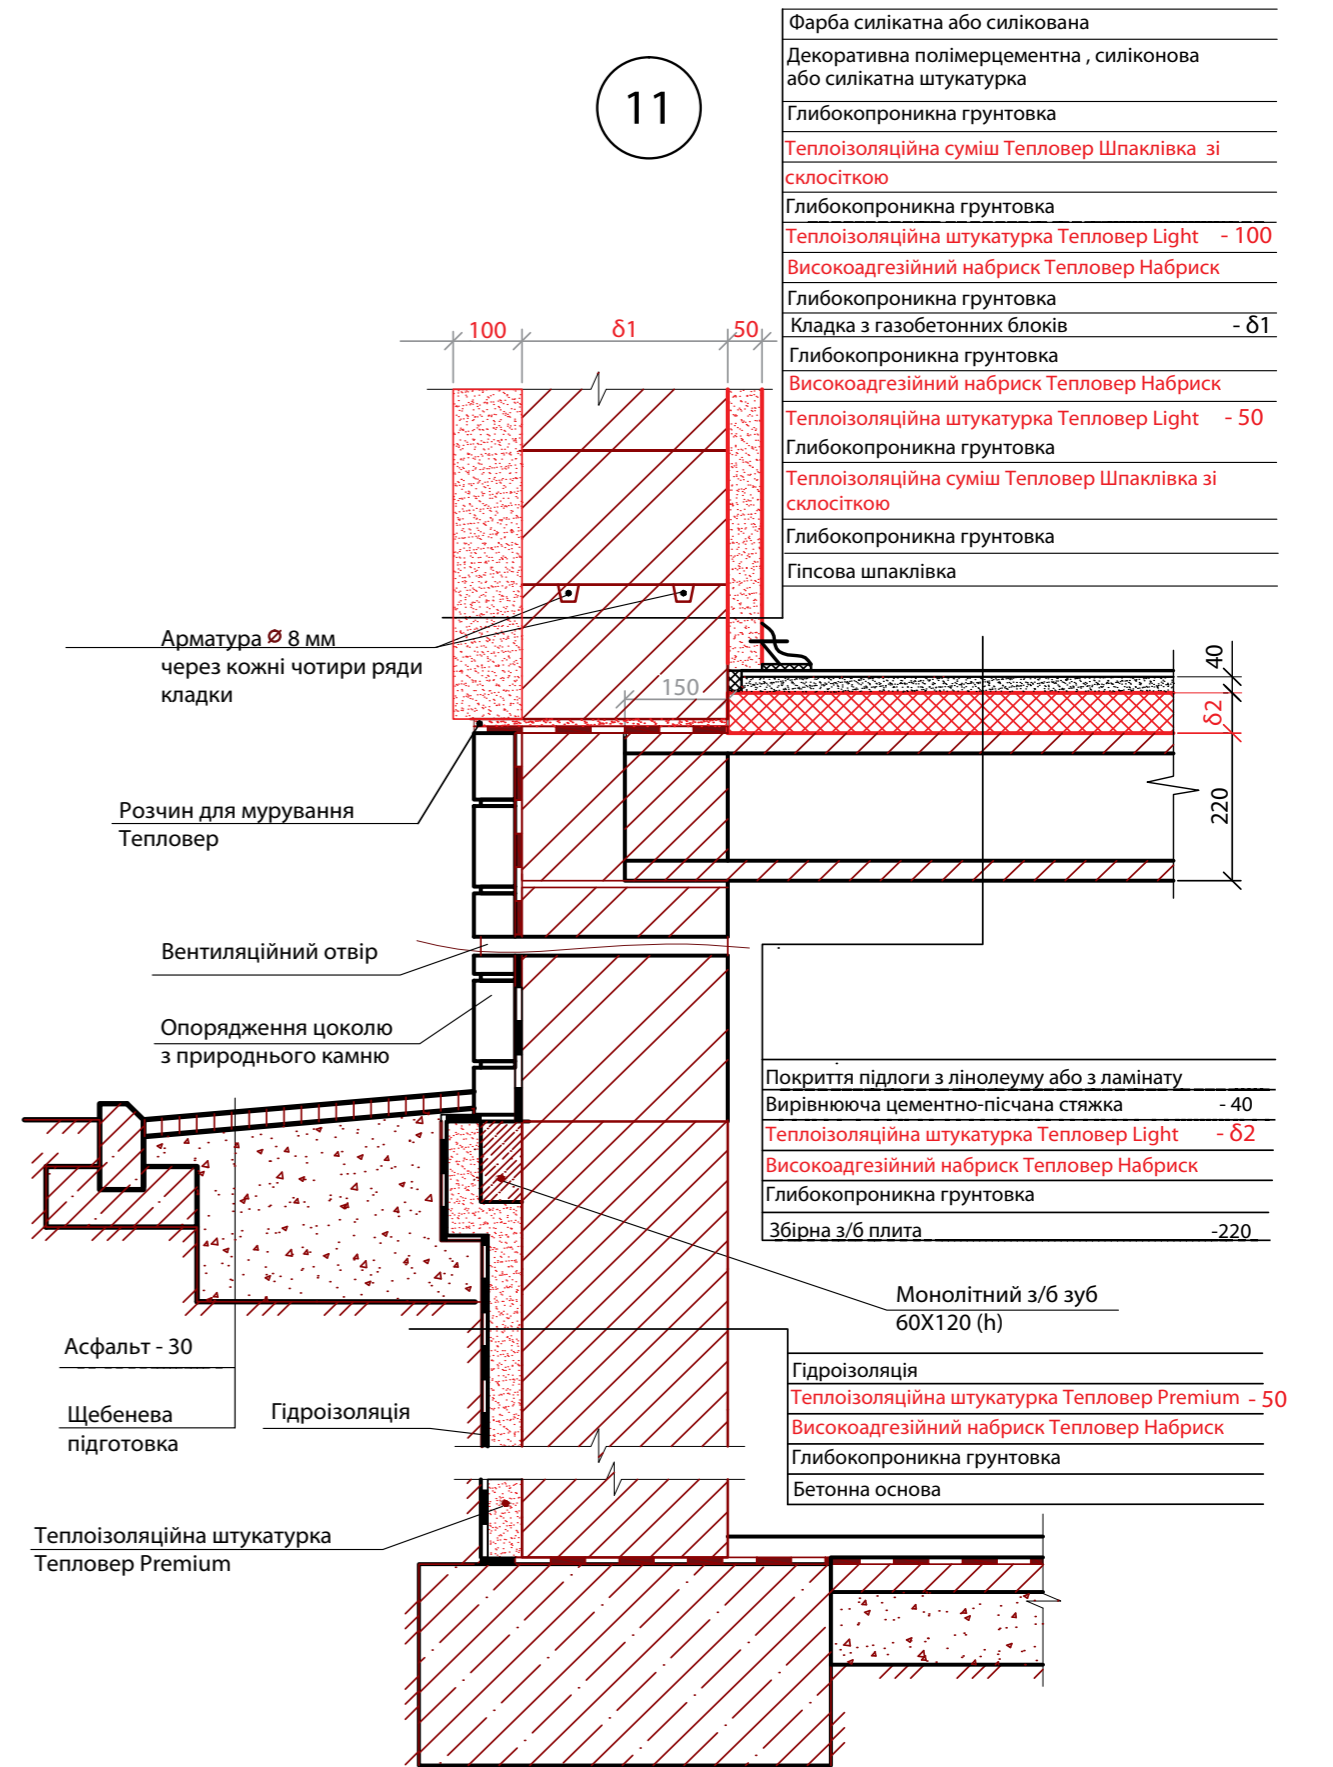 11
Фарба силікатна або силікована
Декоративна полімерцементна , силіконова
або силікатна штукатурка
Глибокопроникна грунтовка
Теплоізоляційна суміш Тепловер Шпаклівка зі
склосіткою
Глибокопроникна грунтовка
Теплоізоляційна штукатурка Тепловер Light - 100
Високоадгезійний набриск Тепловер Набриск
Глибокопроникна грунтовка
Кладка з газобетонних блоків - δ1
Глибокопроникна грунтовка
Високоадгезійний набриск Тепловер Набриск
Теплоізоляційна штукатурка Тепловер Light - 50
Глибокопроникна грунтовка
Теплоізоляційна суміш Тепловер Шпаклівка зі
склосіткою
Глибокопроникна грунтовка
Гіпсова шпаклівка
100 δ1 50
Арматура Ø 8 мм
через кожні чотири ряди
кладки
150
40
δ2
220
Розчин для мурування
Тепловер
Вентиляційний отвір
Опорядження цоколю
з природнього камню
Покриття підлоги з лінолеуму або з ламінату
Вирівнююча цементно-пісчана стяжка - 40
Теплоізоляційна штукатурка Тепловер Light - δ2
Високоадгезійний набриск Тепловер Набриск
Глибокопроникна грунтовка
Збірна з/б плита -220
Монолітний з/б зуб
60Х120 (h)
Асфальт - 30
Щебенева
підготовка
Гідроізоляція
Гідроізоляція
Теплоізоляційна штукатурка Тепловер Premium - 50
Високоадгезійний набриск Тепловер Набриск
Глибокопроникна грунтовка
Бетонна основа
Теплоізоляційна штукатурка
Тепловер Premium